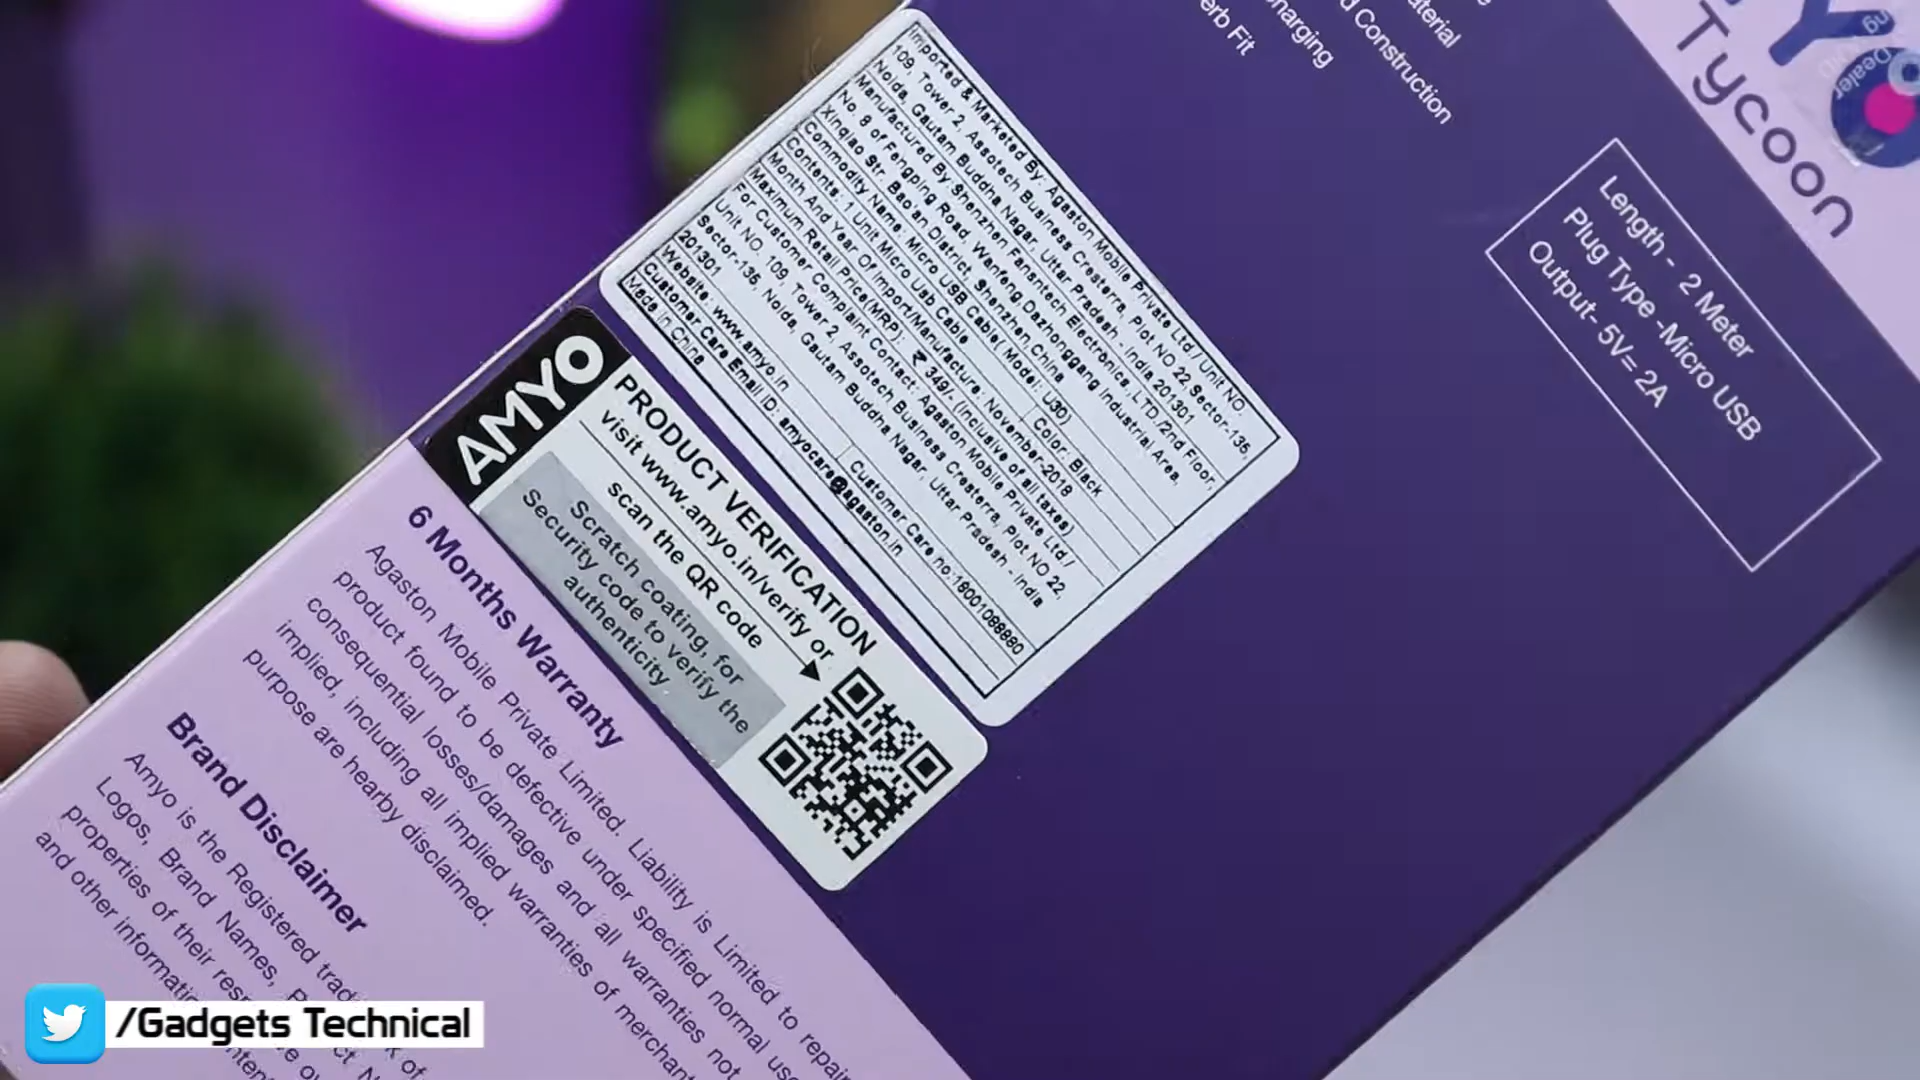 terial
d Construction
harging
erb Fit
Tycoon
Dealer
Length - 2 Meter
Plug Type -Micro USB
Output- 5V= 2A
Imported & Marketed By: Agaston Mobile Private Ltd / Unit NO.
109, Tower 2, Assotech Business Cresterra, Plot NO 22, Sector-135,
Noida, Gautam Buddha Nagar, Uttar Pradesh - India 201301
Manufactured By:Shenzhen Fanstech Electronics., LTD./2nd Floor,
No. 9 of Fengping Road, Wanfeng Dazhonggang Industrial Area,
Xinqiao Str. Bao an District, Shenzhen,China
Commodity Name: Micro USB Cable( Model: U30)
Contents: 1 Unit Micro Usb Cable Color: Black
Month And Year Of Import/Manufacture: November-2018
Maximum Retail Price(MRP): ₹ 349/- (Inclusive of all taxes)
For Customer Complaint Contact: Agaston Mobile Private Ltd /
Unit NO. 109, Tower 2, Assotech Business Cresterra, Plot NO 22,
Sector-135, Noida, Gautam Buddha Nagar, Uttar Pradesh - India
201301
Website: www.amyo.in Customer Care no:18001088880
Customer Care Email ID: amyocare@agaston.in
Made in China
AMYO
PRODUCT VERIFICATION
visit www.amyo.in/verify or
scan the QR code
Scratch coating, for
Security code to verify the
authenticity
6 Months Warranty
Agaston Mobile Private Limited. Liability is Limited to repair
product found to be defective under specified normal
consequential losses/damages and all warranties not
implied, including all implied warranties of merchant
purpose are hearby disclaimed.
Brand Disclaimer
Amyo is the Registered trad of
Logos, Brand Names,
properties of their
and other
/Gadgets Technical